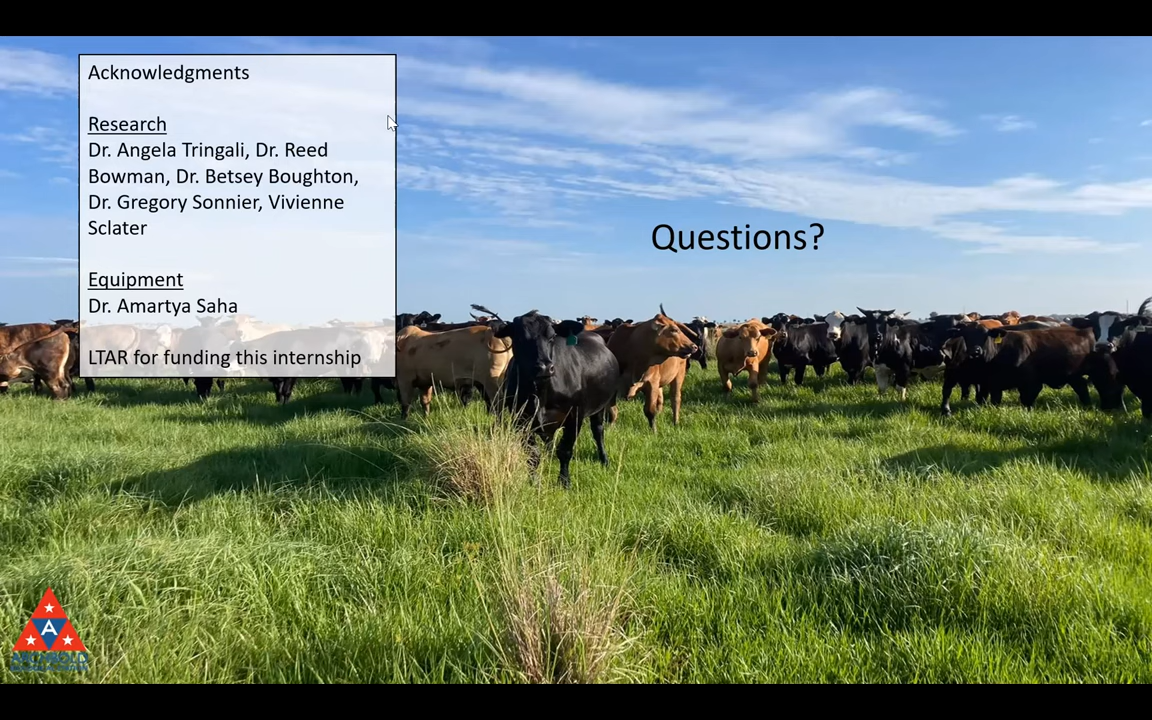 Acknowledgments
Research
Dr. Angela Tringali, Dr. Reed
Bowman, Dr. Betsey Boughton,
Dr. Gregory Sonnier, Vivienne
Sclater
Equipment
Dr. Amartya Saha
LTAR for funding this internship
Questions?
A
ARCHBOLD